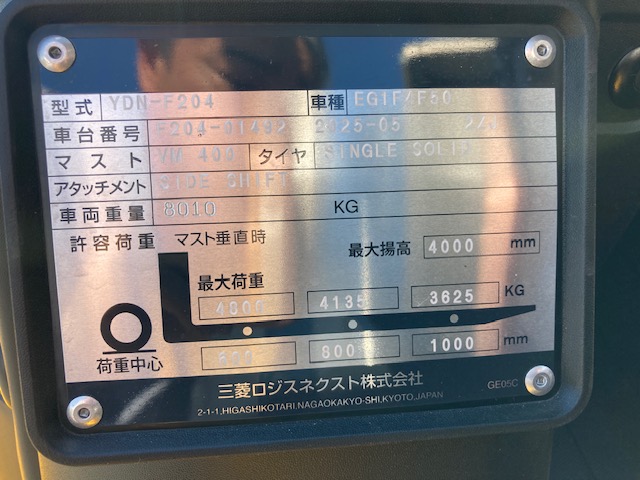 型式 YDN-F204 車種 EG1F4F50
車台番号 F204-01492 2025-05
マスト VM 400 タイヤ SINGLE SOLID
アタッチメント SIDE SHIFT
車両重量 8010 KG
許容荷重 マスト垂直時 最大揚高 4000 mm
最大荷重
4800 4135 3625 KG
800 1000 mm
荷重中心
三菱ロジスネクスト株式会社 GE05C
2-1-1,HIGASHIKOTARI,NAGAOKAKYO-SHI,KYOTO,JAPAN